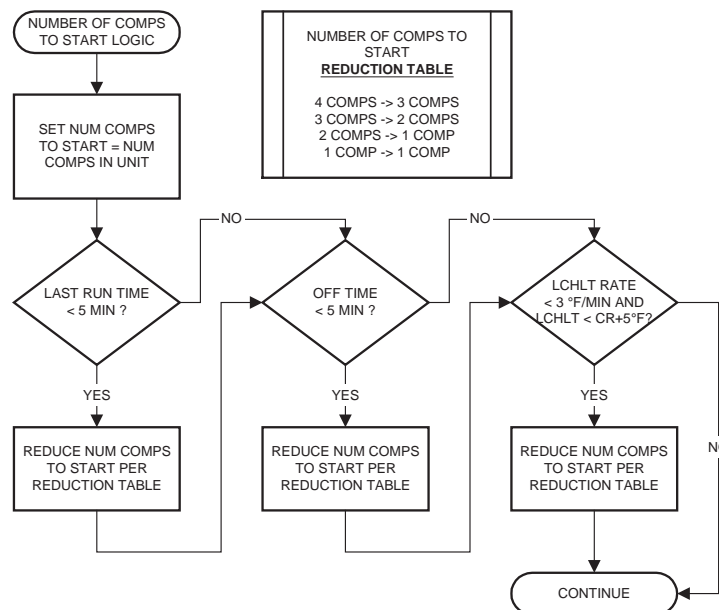 NUMBER OF COMPS
TO START LOGIC
NUMBER OF COMPS TO
START
REDUCTION TABLE
4 COMPS -> 3 COMPS
3 COMPS -> 2 COMPS
2 COMPS -> 1 COMP
1 COMP -> 1 COMP
SET NUM COMPS
TO START = NUM
COMPS IN UNIT
NO
NO
LAST RUN TIME
< 5 MIN ?
OFF TIME
< 5 MIN ?
LCHLT RATE
< 3 °F/MIN AND
LCHLT < CR+5°F?
YES
YES
YES
REDUCE NUM COMPS
TO START PER
REDUCTION TABLE
REDUCE NUM COMPS
TO START PER
REDUCTION TABLE
REDUCE NUM COMPS
TO START PER
REDUCTION TABLE
NO
CONTINUE